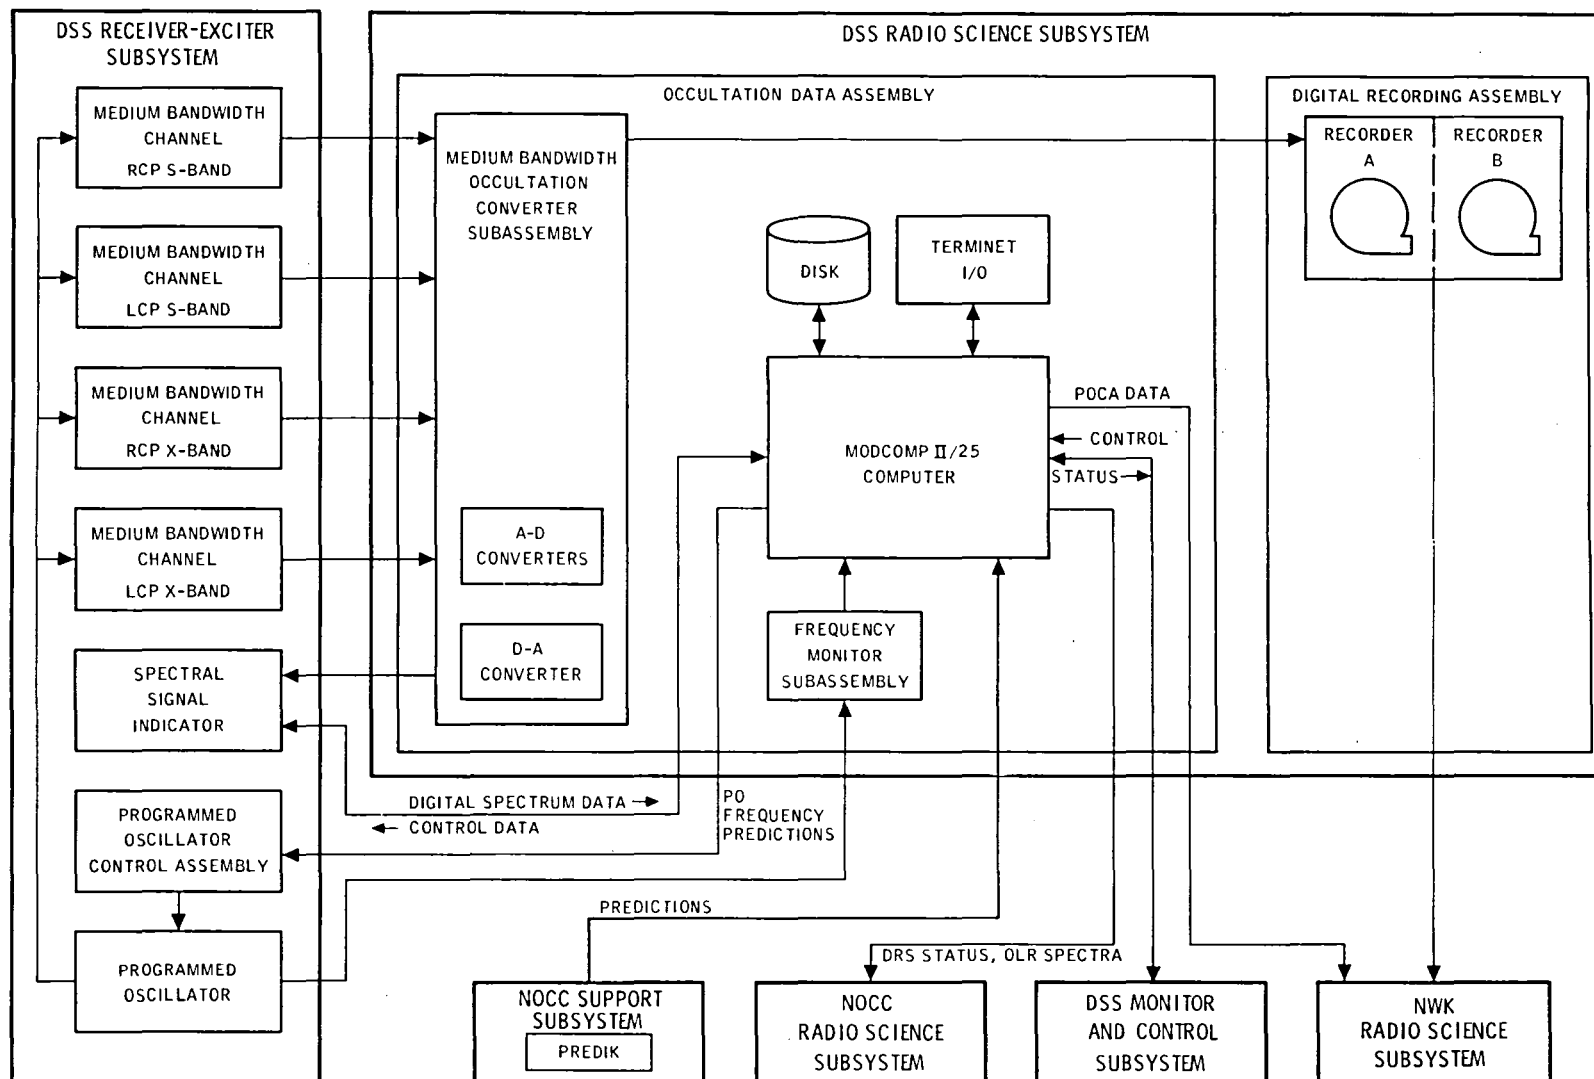 DSS RECEIVER-EXCITER
SUBSYSTEM
MEDIUM BANDWIDTH
CHANNEL
RCP S-BAND
MEDIUM BANDWIDTH
CHANNEL
LCP S-BAND
MEDIUM BANDWIDTH
CHANNEL
RCP X-BAND
MEDIUM BANDWIDTH
CHANNEL
LCP X-BAND
SPECTRAL
SIGNAL
INDICATOR
PROGRAMMED
OSCILLATOR
CONTROL ASSEMBLY
PROGRAMMED
OSCILLATOR
DSS RADIO SCIENCE SUBSYSTEM
OCCULTATION DATA ASSEMBLY
MEDIUM BANDWIDTH
OCCULTATION
CONVERTER
SUBASSEMBLY
A-D
CONVERTERS
D-A
CONVERTER
DISK
TERMINET
I/O
MODCOMP II/25
COMPUTER
FREQUENCY
MONITOR
SUBASSEMBLY
POCA DATA
CONTROL
STATUS
DIGITAL RECORDING ASSEMBLY
RECORDER
A
RECORDER
B
DIGITAL SPECTRUM DATA
CONTROL DATA
PO
FREQUENCY
PREDICTIONS
PREDICTIONS
DRS STATUS, OLR SPECTRA
NOCC SUPPORT
SUBSYSTEM
PREDIK
NOCC
RADIO SCIENCE
SUBSYSTEM
DSS MONITOR
AND CONTROL
SUBSYSTEM
NWK
RADIO SCIENCE
SUBSYSTEM